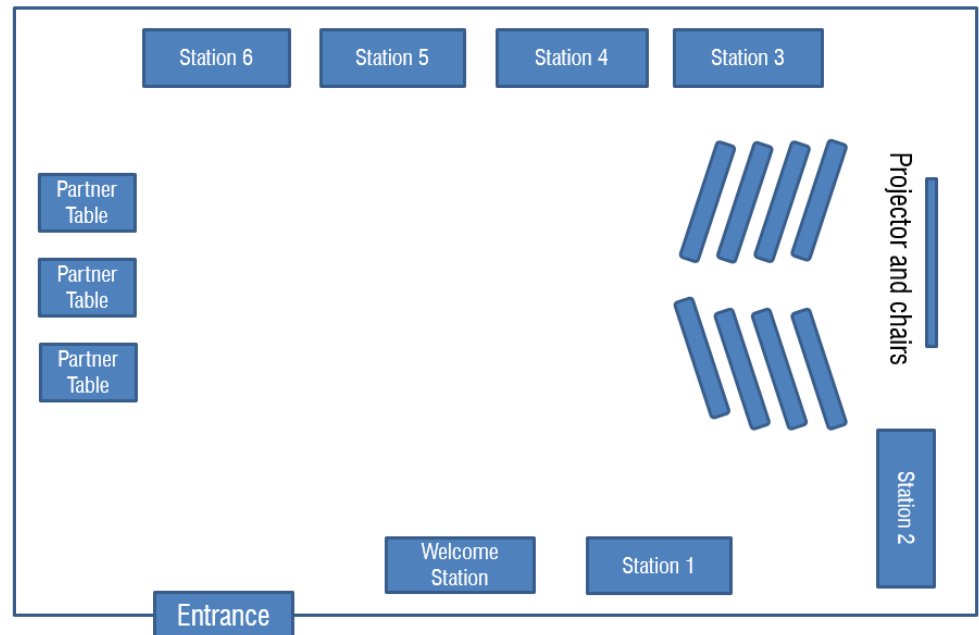 Station 6
Station 5
Station 4
Station 3
Partner
Table
Partner
Table
Partner
Table
Projector and chairs
Station 2
Welcome
Station
Station 1
Entrance